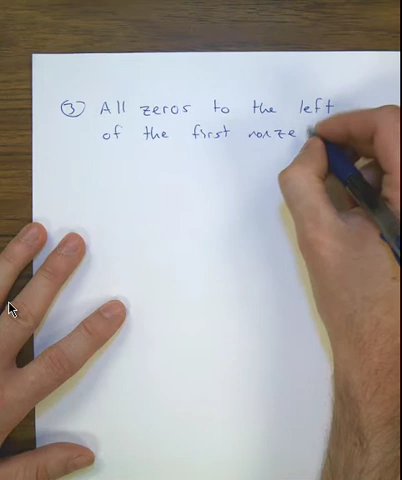 ③ All zeros to the left
of the first nonze